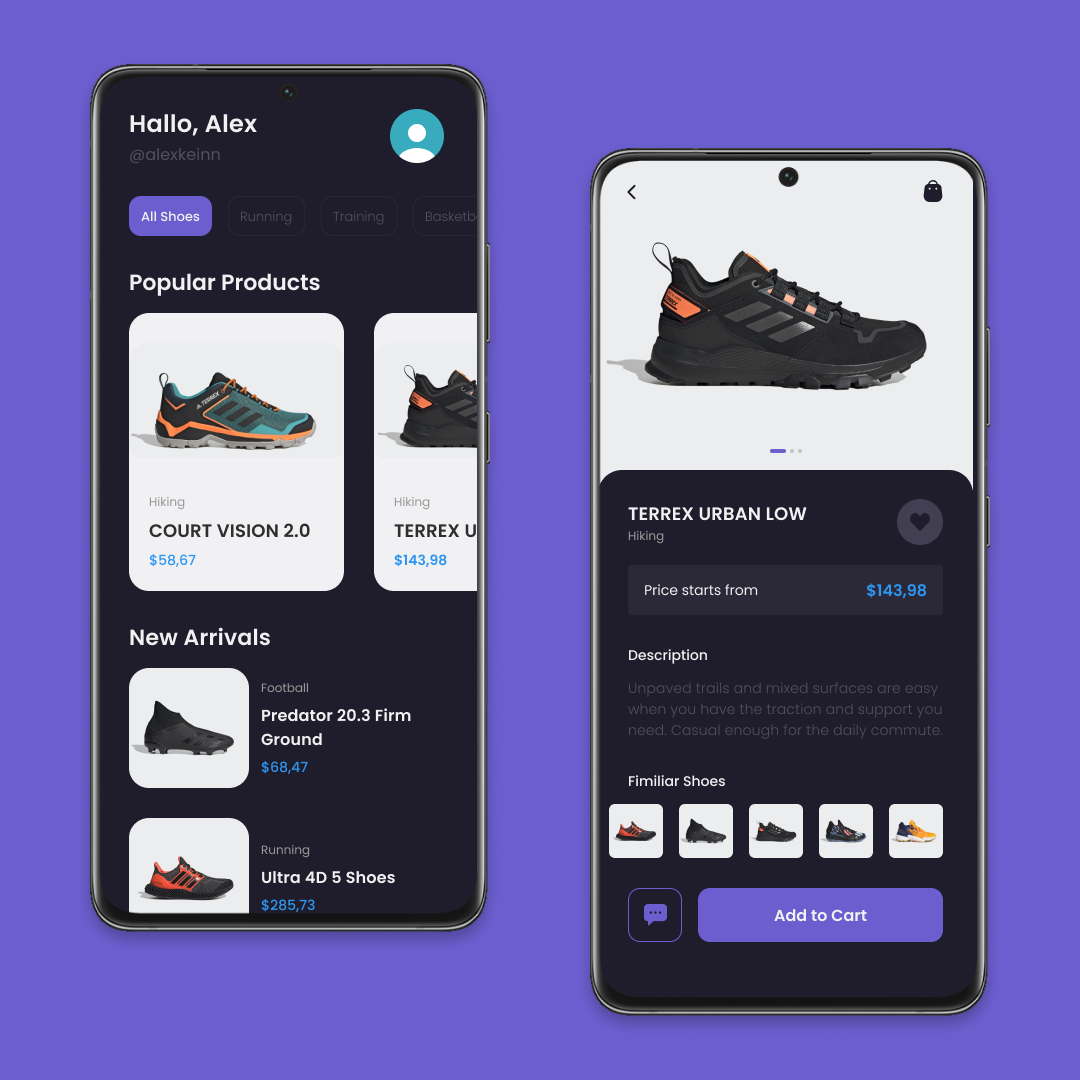 Hallo, Alex
@alexkeinn
All Shoes
Running
Training
Basketb
Popular Products
TERREX
Hiking
COURT VISION 2.0
$58,67
Hiking
TERREX U
$143,98
New Arrivals
Football
Predator 20.3 Firm
Ground
$68,47
Running
Ultra 4D 5 Shoes
$285,73
TERREX
TERREX URBAN LOW
Hiking
Price starts from
$143,98
Description
Unpaved trails and mixed surfaces are easy
when you have the traction and support you
need. Casual enough for the daily commute.
Fimiliar Shoes
Add to Cart